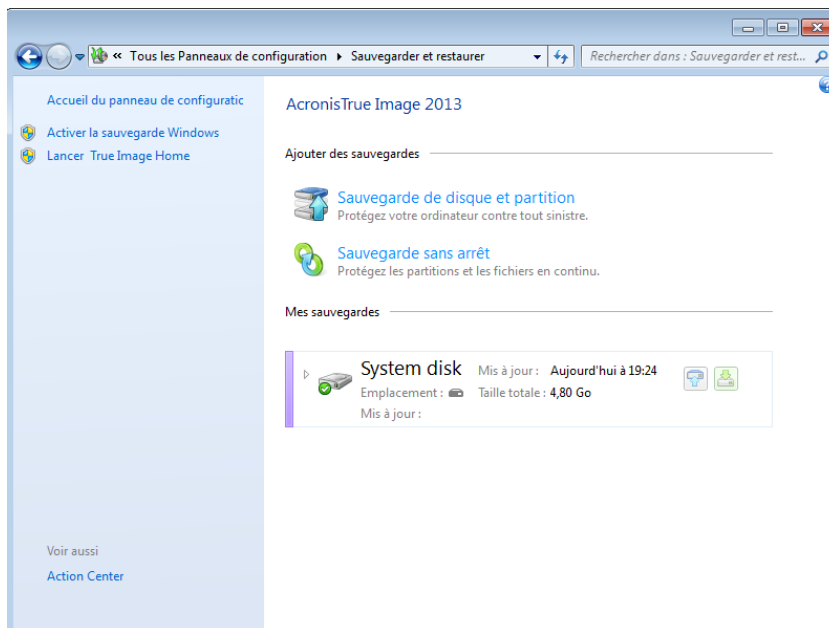 « Tous les Panneaux de configuration Sauvegarder et restaurer
Rechercher dans : Sauvegarder et rest...
Accueil du panneau de configuratic
Activer la sauvegarde Windows
Lancer True Image Home
AcronisTrue Image 2013
Ajouter des sauvegardes
Sauvegarde de disque et partition
Protégez votre ordinateur contre tout sinistre.
Sauvegarde sans arrêt
Protégez les partitions et les fichiers en continu.
Mes sauvegardes
System disk Mis à jour : Aujourd'hui à 19:24
Emplacement : Taille totale : 4,80 Go
Mis à jour :
Voir aussi
Action Center